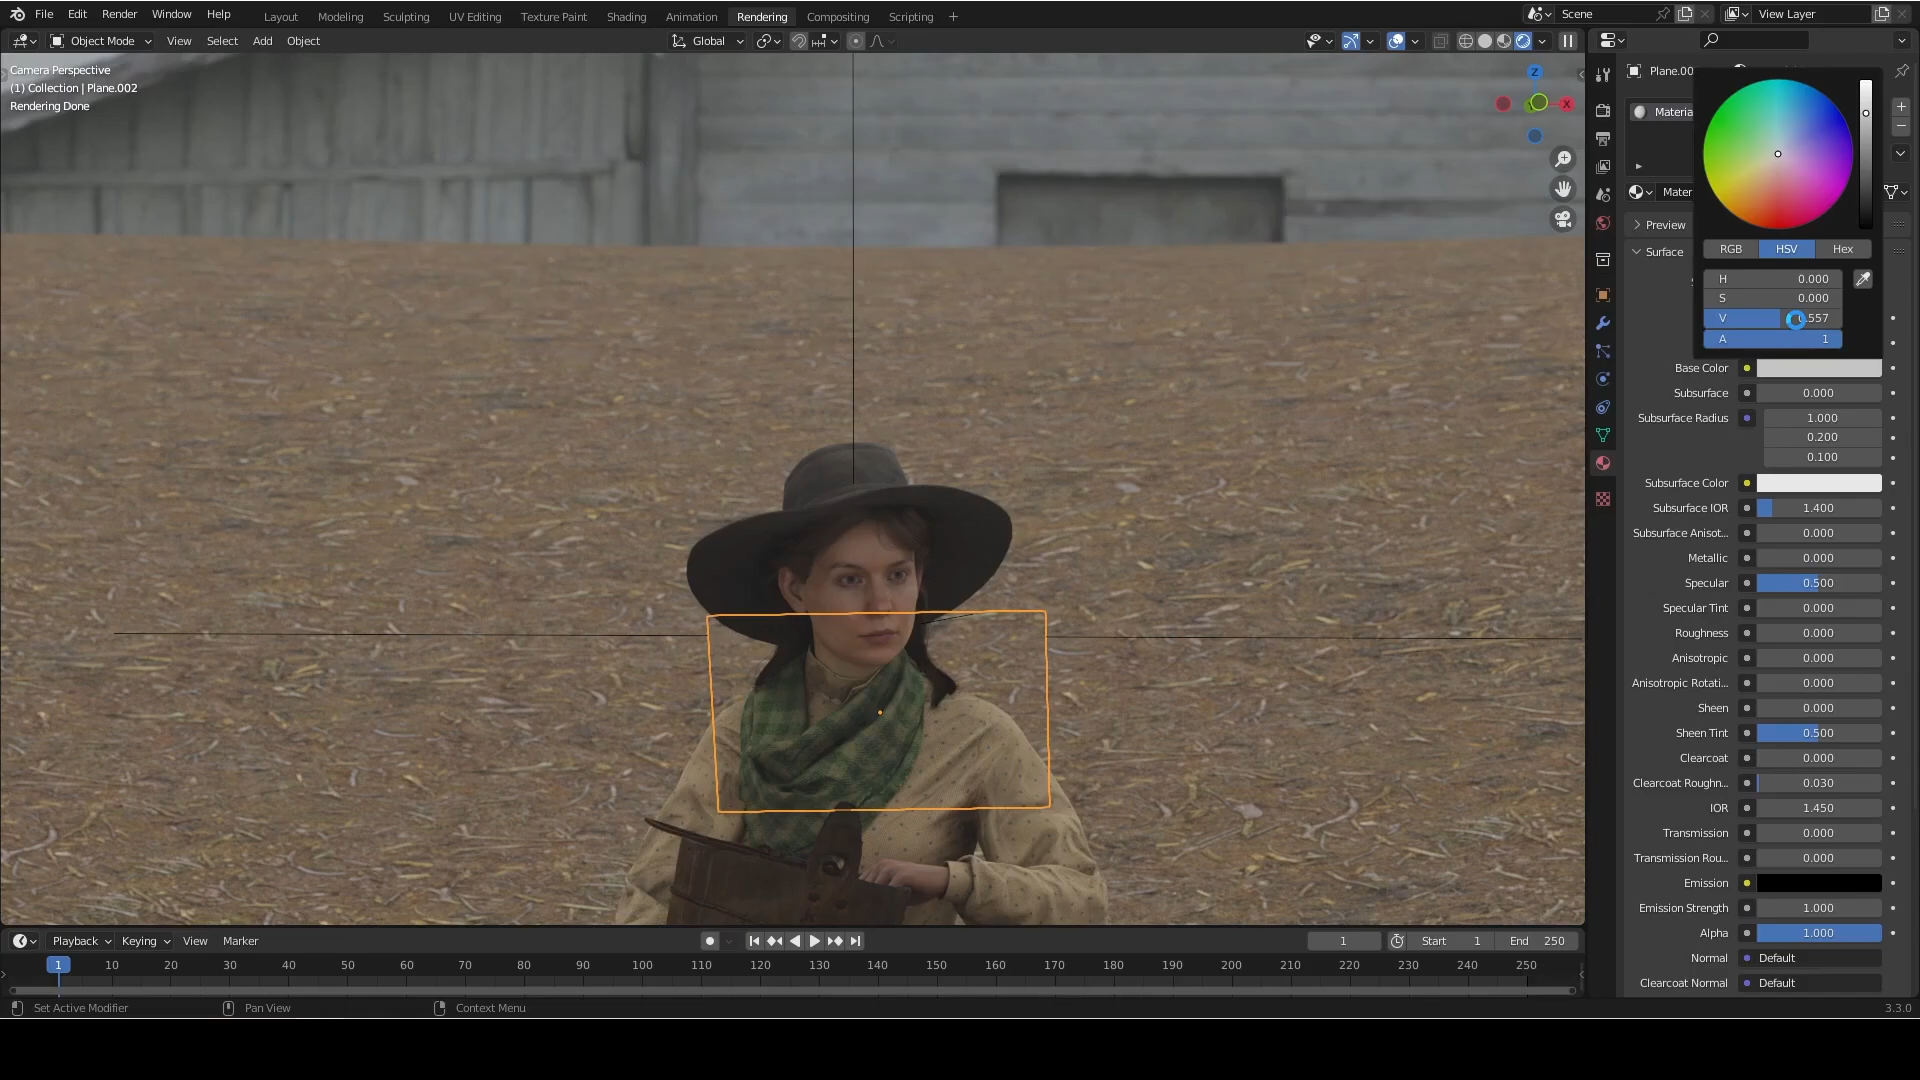 File Edit Render Window Help
Layout Modeling Sculpting UV Editing Texture Paint Shading Animation Rendering Compositing Scripting +
Scene
View Layer
Object Mode View Select Add Object
Global
Camera Perspective
(1) Collection | Plane.002
Rendering Done
Z
X
Plane.00
Materia
Mater
Preview
Surface
RGB HSV Hex
H 0.000
S 0.000
V .557
A 1
Base Color
Subsurface 0.000
Subsurface Radius 1.000
0.200
0.100
Subsurface Color
Subsurface IOR 1.400
Subsurface Anisot... 0.000
Metallic 0.000
Specular 0.500
Specular Tint 0.000
Roughness 0.000
Anisotropic 0.000
Anisotropic Rotati... 0.000
Sheen 0.000
Sheen Tint 0.500
Clearcoat 0.000
Clearcoat Roughn... 0.030
IOR 1.450
Transmission 0.000
Transmission Rou... 0.000
Emission
Emission Strength 1.000
Alpha 1.000
Normal Default
Clearcoat Normal Default
Playback Keying View Marker
1 Start 1 End 250
1 10 20 30 40 50 60 70 80 90 100 110 120 130 140 150 160 170 180 190 200 210 220 230 240 250
Set Active Modifier Pan View Context Menu
3.3.0